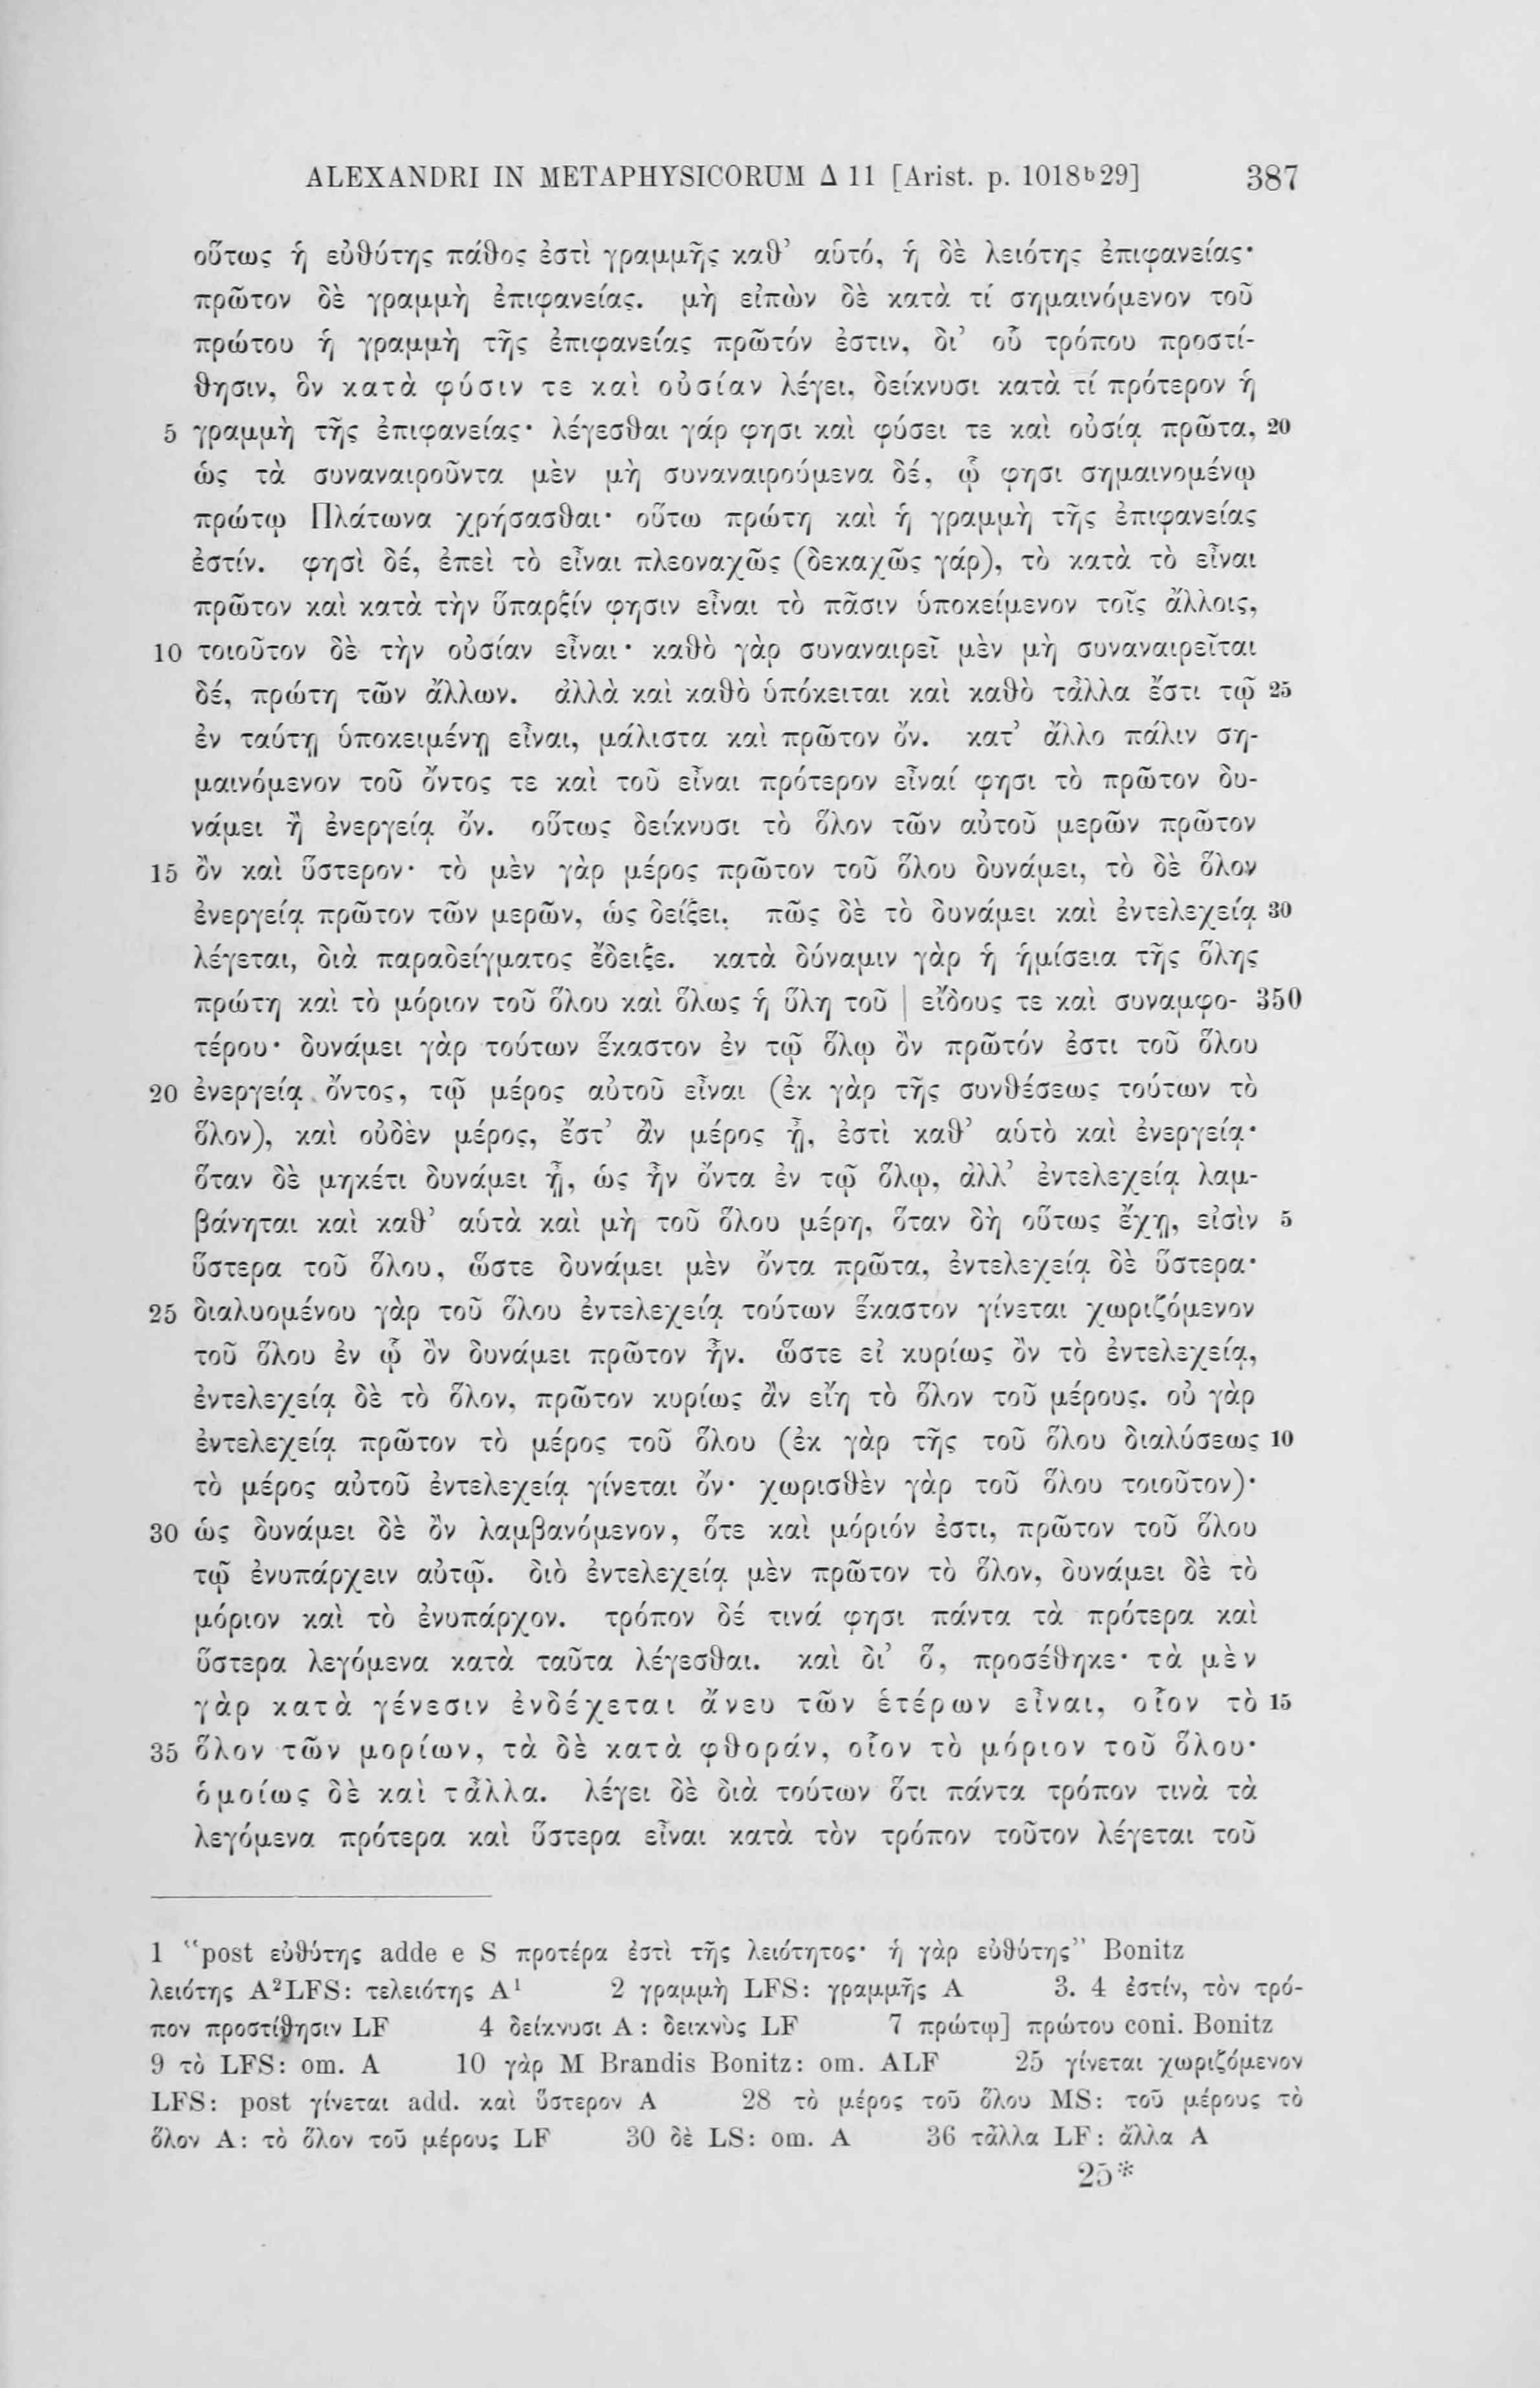 ALEXANDRI IN METAPHYSICORUM Δ 11 [Arist. p. 1018ᵇ29] 387
οὕτως ἡ εὐθύτης πάθος ἐστὶ γραμμῆς καθ’ αὑτό, ἡ δὲ λειότης ἐπιφανείας·
πρῶτον δὲ γραμμὴ ἐπιφανείας. μὴ εἰπὼν δὲ κατὰ τί σημαινόμενον τοῦ
πρώτου ἡ γραμμὴ τῆς ἐπιφανείας πρῶτόν ἐστιν, δι’ οὗ τρόπου προστί-
θησιν, ὃν κατὰ φύσιν τε καὶ οὐσίαν λέγει, δείκνυσι κατὰ τί πρότερον ἡ
5 γραμμὴ τῆς ἐπιφανείας· λέγεσθαι γάρ φησι καὶ φύσει τε καὶ οὐσίᾳ πρῶτα, 20
ὡς τὰ συναναιροῦντα μὲν μὴ συναναιρούμενα δέ, ᾧ φησι σημαινομένῳ
πρώτῳ Πλάτωνα χρήσασθαι· οὕτω πρώτη καὶ ἡ γραμμὴ τῆς ἐπιφανείας
ἐστίν. φησὶ δέ, ἐπεὶ τὸ εἶναι πλεοναχῶς (δεκαχῶς γάρ), τὸ κατὰ τὸ εἶναι
πρῶτον καὶ κατὰ τὴν ὕπαρξίν φησιν εἶναι τὸ πᾶσιν ὑποκείμενον τοῖς ἄλλοις,
10 τοιοῦτον δὲ τὴν οὐσίαν εἶναι· καθὸ γὰρ συναναιρεῖ μὲν μὴ συναναιρεῖται
δέ, πρώτη τῶν ἄλλων. ἀλλὰ καὶ καθὸ ὑπόκειται καὶ καθὸ τἆλλα ἔστι τῷ 25
ἐν ταύτῃ ὑποκειμένῃ εἶναι, μάλιστα καὶ πρῶτον ὄν. κατ’ ἄλλο πάλιν ση-
μαινόμενον τοῦ ὄντος τε καὶ τοῦ εἶναι πρότερον εἶναί φησι τὸ πρῶτον δυ-
νάμει ἢ ἐνεργείᾳ ὄν. οὕτως δείκνυσι τὸ ὅλον τῶν αὑτοῦ μερῶν πρῶτον
15 ὂν καὶ ὕστερον· τὸ μὲν γὰρ μέρος πρῶτον τοῦ ὅλου δυνάμει, τὸ δὲ ὅλον
ἐνεργείᾳ πρῶτον τῶν μερῶν, ὡς δείξει. πῶς δὲ τὸ δυνάμει καὶ ἐντελεχείᾳ 30
λέγεται, διὰ παραδείγματος ἔδειξε. κατὰ δύναμιν γὰρ ἡ ἡμίσεια τῆς ὅλης
πρώτη καὶ τὸ μόριον τοῦ ὅλου καὶ ὅλως ἡ ὕλη τοῦ | εἴδους τε καὶ συναμφο- 350
τέρου· δυνάμει γὰρ τούτων ἕκαστον ἐν τῷ ὅλῳ ὂν πρῶτόν ἐστι τοῦ ὅλου
20 ἐνεργείᾳ ὄντος, τῷ μέρος αὐτοῦ εἶναι (ἐκ γὰρ τῆς συνθέσεως τούτων τὸ
ὅλον), καὶ οὐδὲν μέρος, ἔστ’ ἂν μέρος ᾖ, ἐστὶ καθ’ αὑτὸ καὶ ἐνεργείᾳ·
ὅταν δὲ μηκέτι δυνάμει ᾖ, ὡς ἦν ὄντα ἐν τῷ ὅλῳ, ἀλλ’ ἐντελεχείᾳ λαμ-
βάνηται καὶ καθ’ αὑτὰ καὶ μὴ τοῦ ὅλου μέρη, ὅταν δὴ οὕτως ἔχῃ, εἰσὶν 5
ὕστερα τοῦ ὅλου, ὥστε δυνάμει μὲν ὄντα πρῶτα, ἐντελεχείᾳ δὲ ὕστερα·
25 διαλυομένου γὰρ τοῦ ὅλου ἐντελεχείᾳ τούτων ἕκαστον γίνεται χωριζόμενον
τοῦ ὅλου ἐν ᾧ ὂν δυνάμει πρῶτον ἦν. ὥστε εἰ κυρίως ὂν τὸ ἐντελεχείᾳ,
ἐντελεχείᾳ δὲ τὸ ὅλον, πρῶτον κυρίως ἂν εἴη τὸ ὅλον τοῦ μέρους. οὐ γὰρ
ἐντελεχείᾳ πρῶτον τὸ μέρος τοῦ ὅλου (ἐκ γὰρ τῆς τοῦ ὅλου διαλύσεως 10
τὸ μέρος αὐτοῦ ἐντελεχείᾳ γίνεται ὄν· χωρισθὲν γὰρ τοῦ ὅλου τοιοῦτον)·
30 ὡς δυνάμει δὲ ὂν λαμβανόμενον, ὅτε καὶ μόριόν ἐστι, πρῶτον τοῦ ὅλου
τῷ ἐνυπάρχειν αὐτῷ. διὸ ἐντελεχείᾳ μὲν πρῶτον τὸ ὅλον, δυνάμει δὲ τὸ
μόριον καὶ τὸ ἐνυπάρχον. τρόπον δέ τινά φησι πάντα τὰ πρότερα καὶ
ὕστερα λεγόμενα κατὰ ταῦτα λέγεσθαι. καὶ δι’ ὅ, προσέθηκε· τὰ μὲν
γὰρ κατὰ γένεσιν ἐνδέχεται ἄνευ τῶν ἑτέρων εἶναι, οἷον τὸ 15
35 ὅλον τῶν μορίων, τὰ δὲ κατὰ φθοράν, οἷον τὸ μόριον τοῦ ὅλου·
ὁμοίως δὲ καὶ τἆλλα. λέγει δὲ διὰ τούτων ὅτι πάντα τρόπον τινὰ τὰ
λεγόμενα πρότερα καὶ ὕστερα εἶναι κατὰ τὸν τρόπον τοῦτον λέγεται τοῦ
1 "post εὐθύτης adde e S προτέρα ἐστὶ τῆς λειότητος· ἡ γὰρ εὐθύτης" Bonitz
λειότης A²LFS: τελειότης A¹ 2 γραμμὴ LFS: γραμμῆς A 3. 4 ἐστίν, τὸν τρό-
πον προστίθησιν LF 4 δείκνυσι A: δεικνὺς LF 7 πρώτῳ] πρώτου coni. Bonitz
9 τὸ LFS: om. A 10 γὰρ M Brandis Bonitz: om. ALF 25 γίνεται χωριζόμενον
LFS: post γίνεται add. καὶ ὕστερον A 28 τὸ μέρος τοῦ ὅλου MS: τοῦ μέρους τὸ
ὅλον A: τὸ ὅλον τοῦ μέρους LF 30 δὲ LS: om. A 36 τἆλλα LF: ἄλλα A
25*